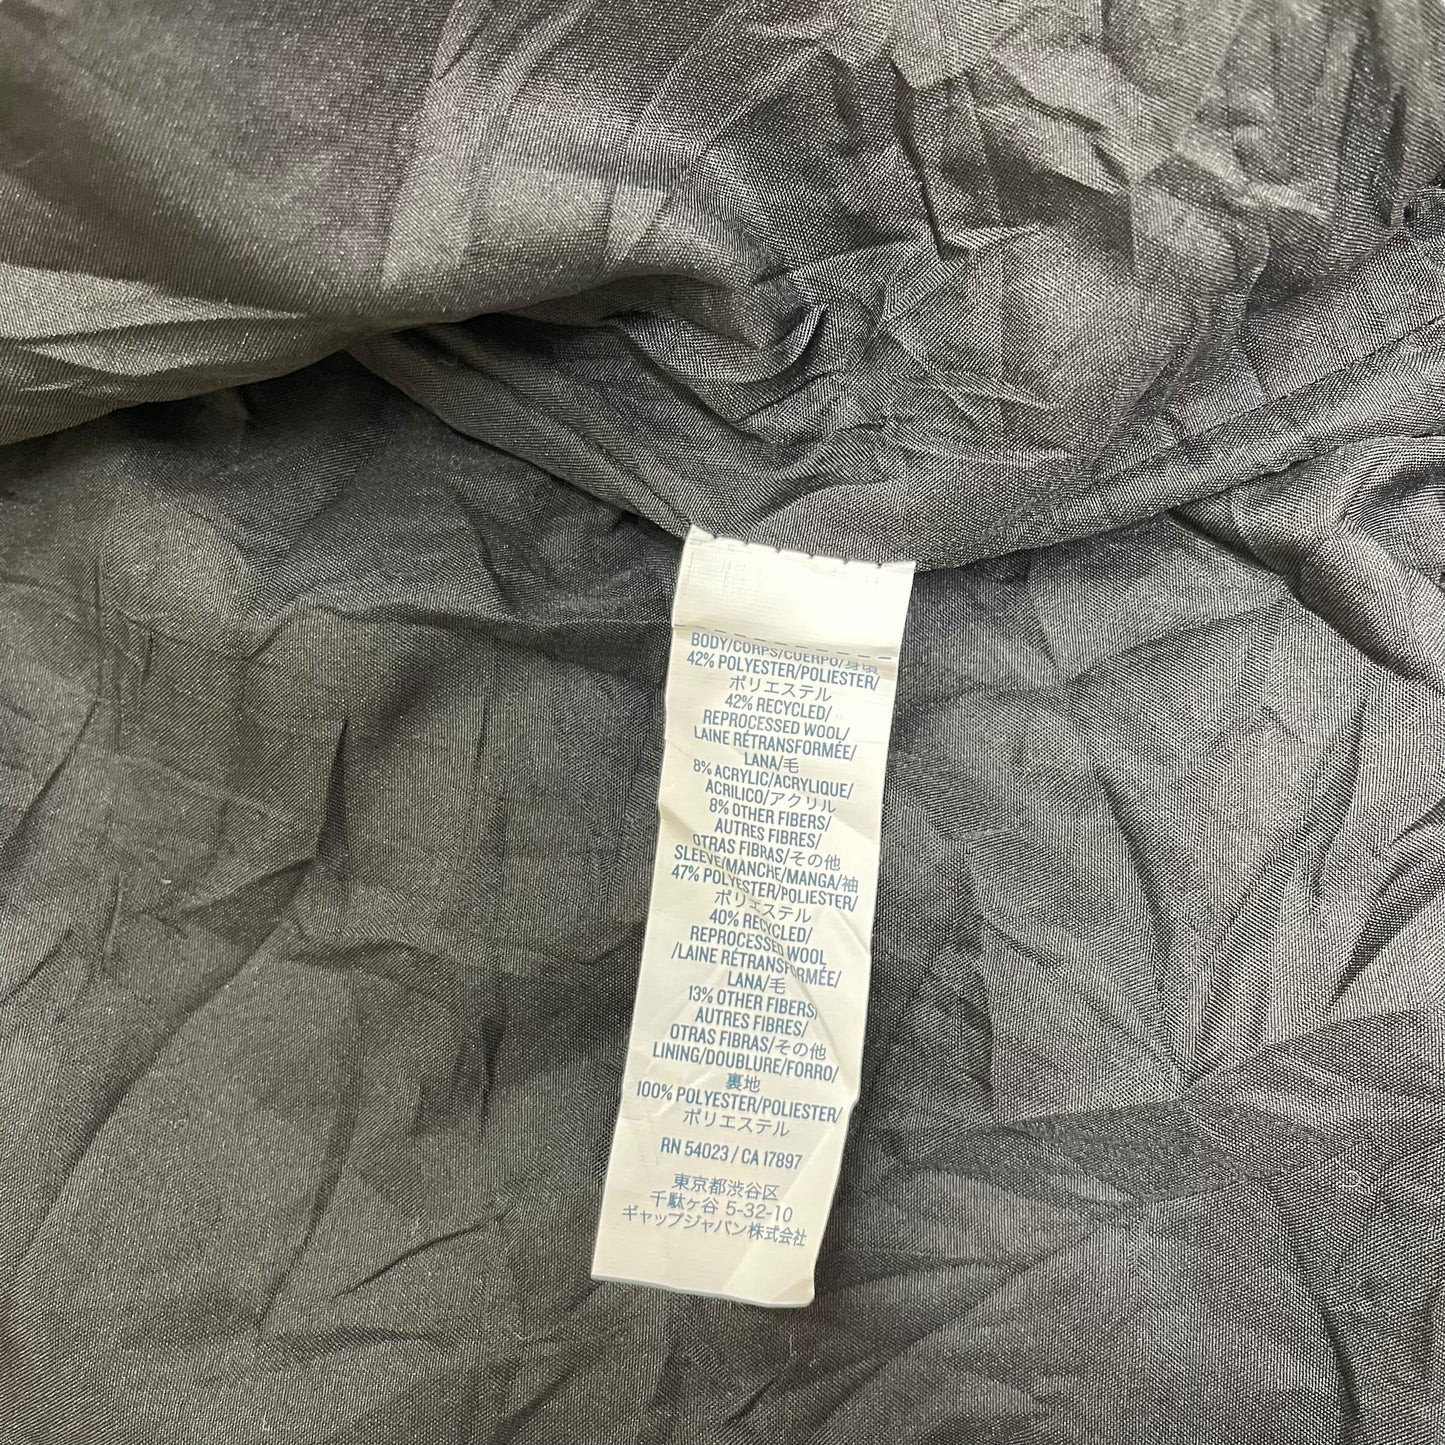 BODY/CORPS/CUERPO/身頃
42% POLYESTER/POLIESTER/
ポリエステル
42% RECYCLED/
REPROCESSED WOOL/
LAINE RÉTRANSFORMÉE/
LANA/毛
8% ACRYLIC/ACRYLIQUE/
ACRILICO/アクリル
8% OTHER FIBERS/
AUTRES FIBRES/
OTRAS FIBRAS/その他
SLEEVE/MANCHE/MANGA/袖
47% POLYESTER/POLIESTER/
ポリエステル
40% RECYCLED/
REPROCESSED WOOL
/LAINE RÉTRANSFORMÉE/
LANA/毛
13% OTHER FIBERS/
AUTRES FIBRES/
OTRAS FIBRAS/その他
LINING/DOUBLURE/FORRO/
裏地
100% POLYESTER/POLIESTER/
ポリエステル
RN 54023 / CA 17897
東京都渋谷区
千駄ヶ谷 5-32-10
ギャップジャパン株式会社